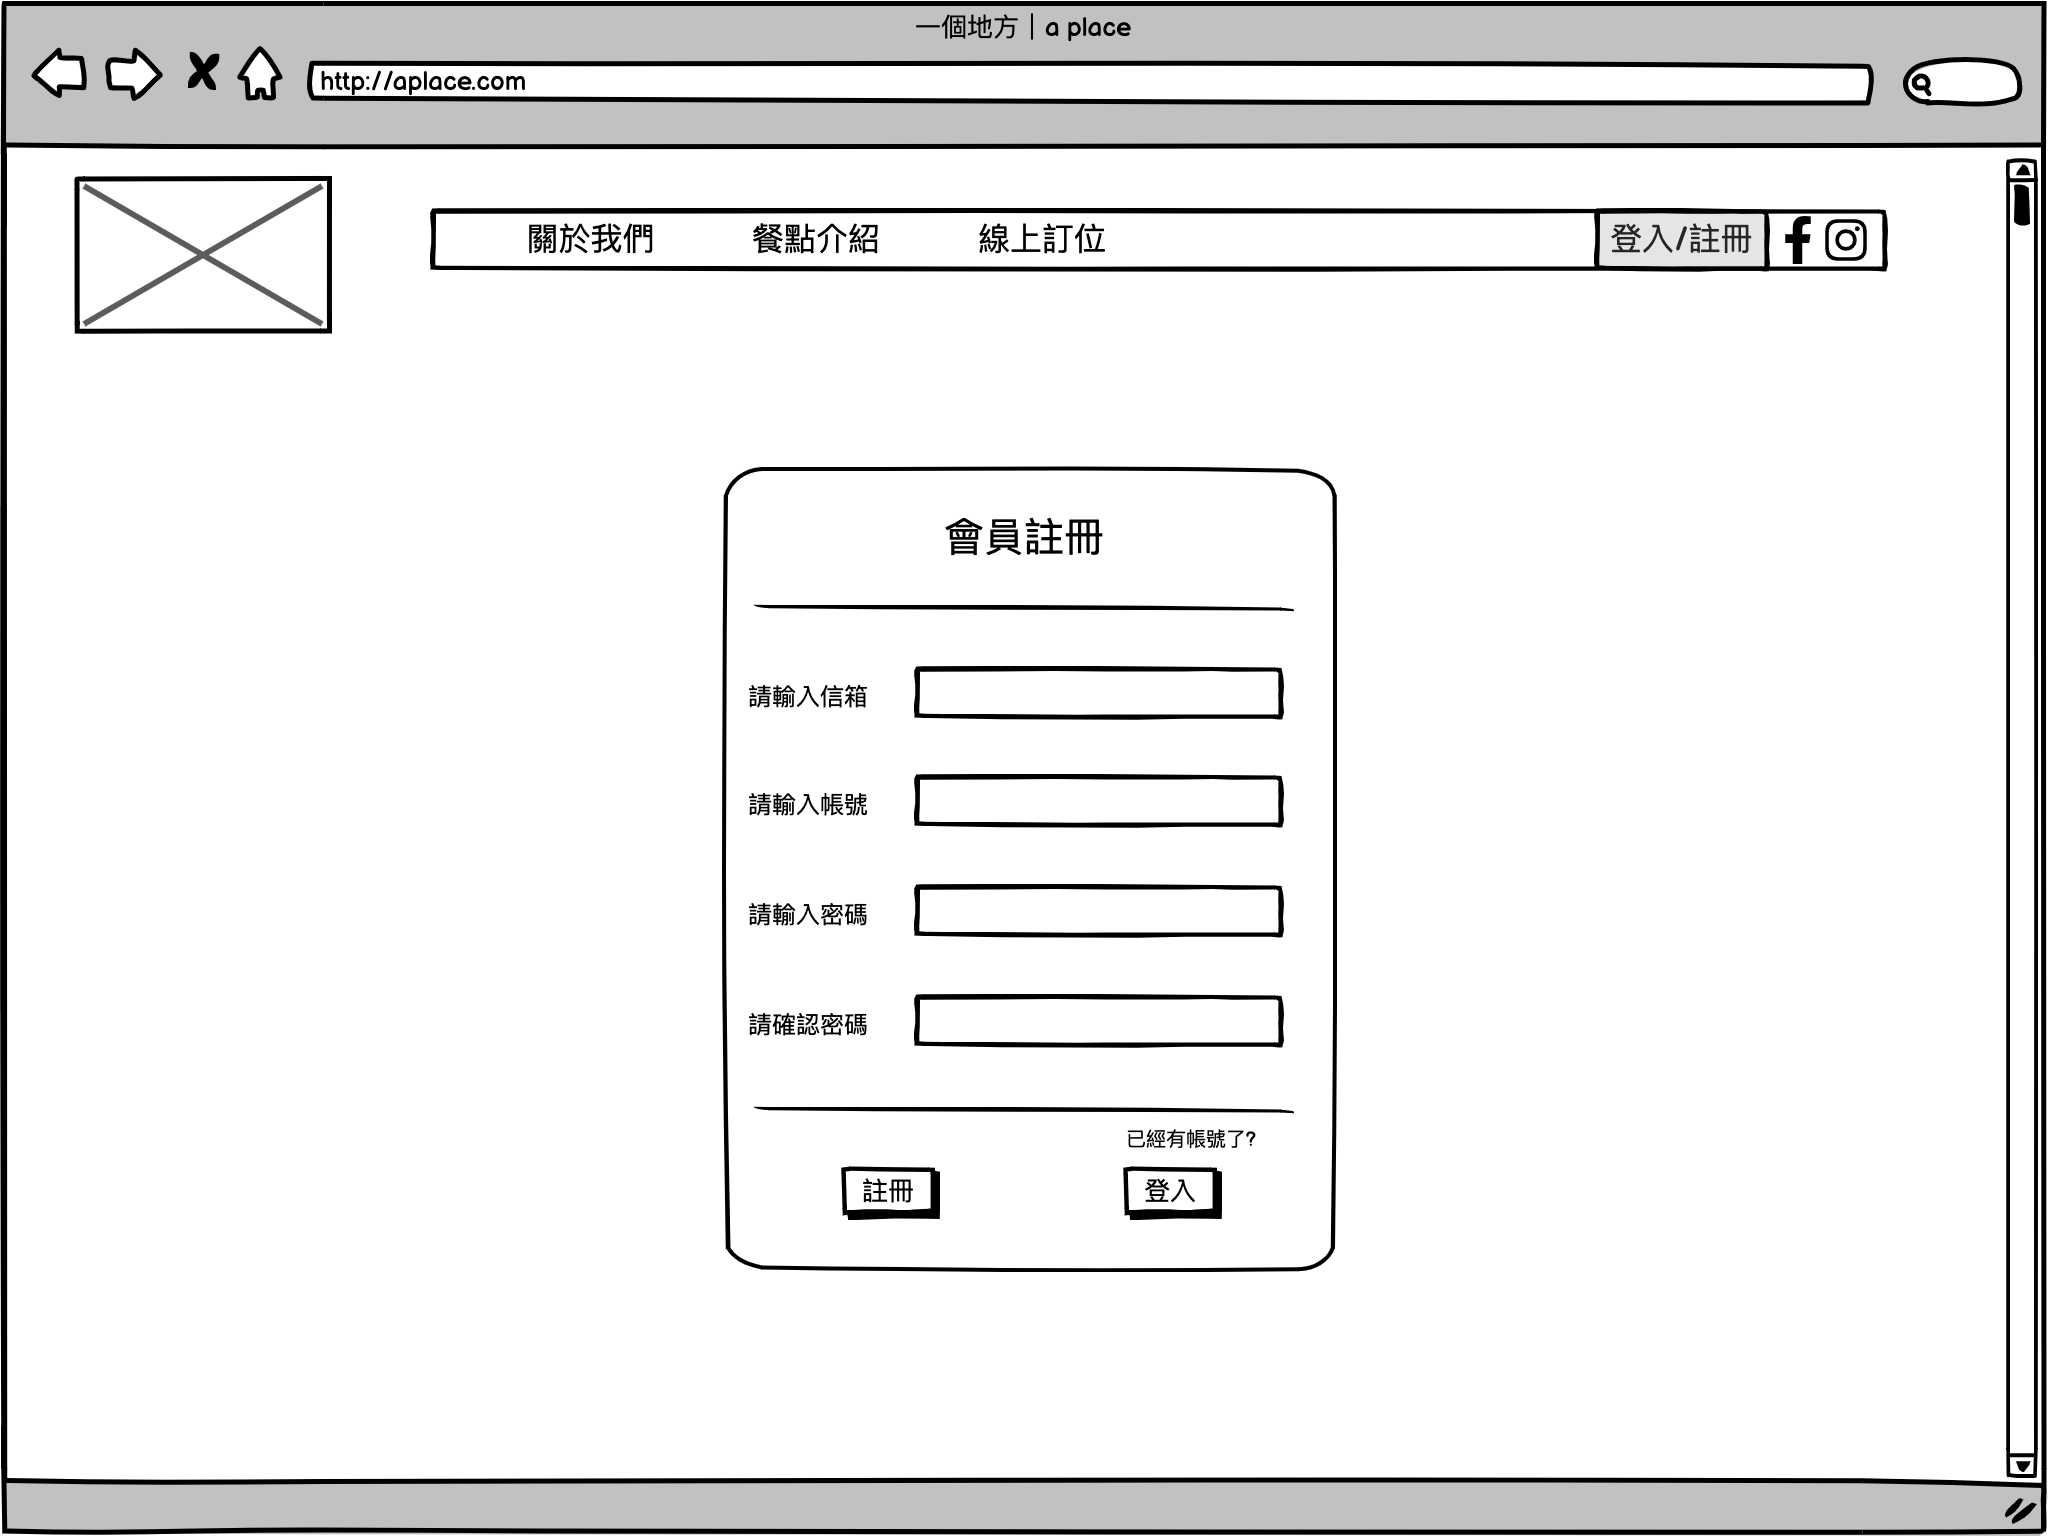 一個地方｜a place
http://aplace.com
關於我們 餐點介紹 線上訂位 登入/註冊
會員註冊
請輸入信箱
請輸入帳號
請輸入密碼
請確認密碼
已經有帳號了?
註冊 登入